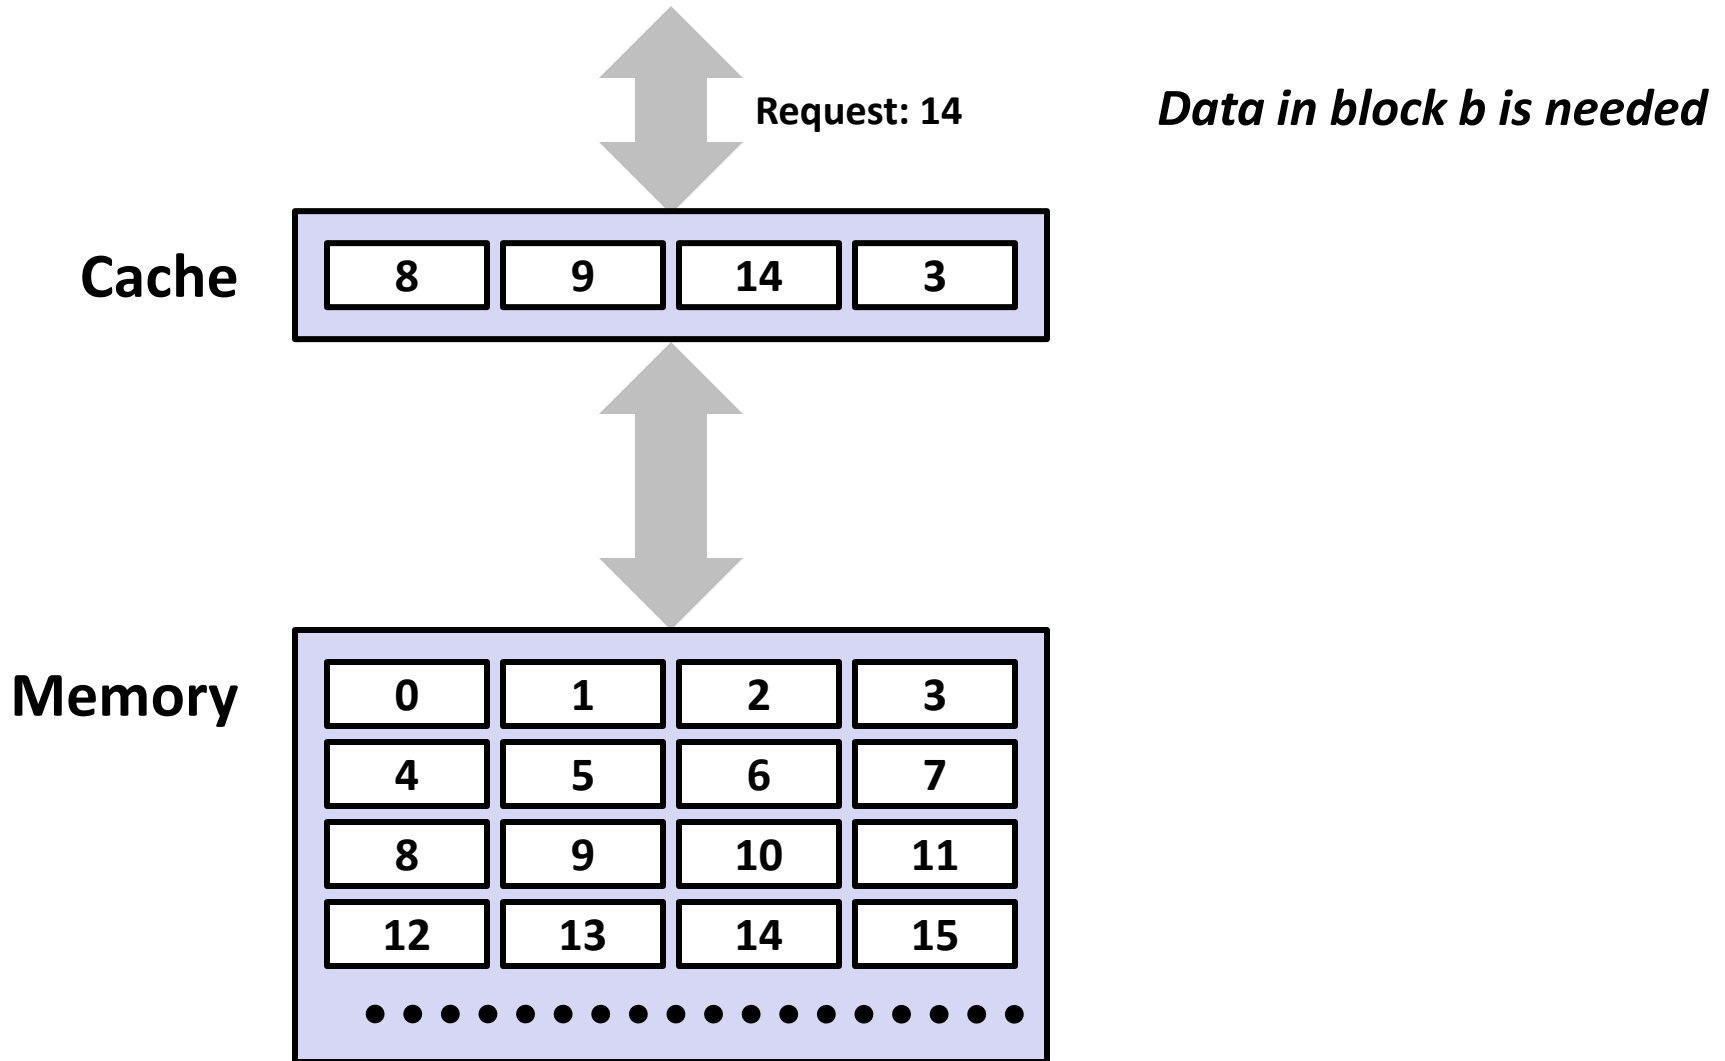 Request: 14
Data in block b is needed
Cache
8 9 14 3
Memory
0 1 2 3
4 5 6 7
8 9 10 11
12 13 14 15